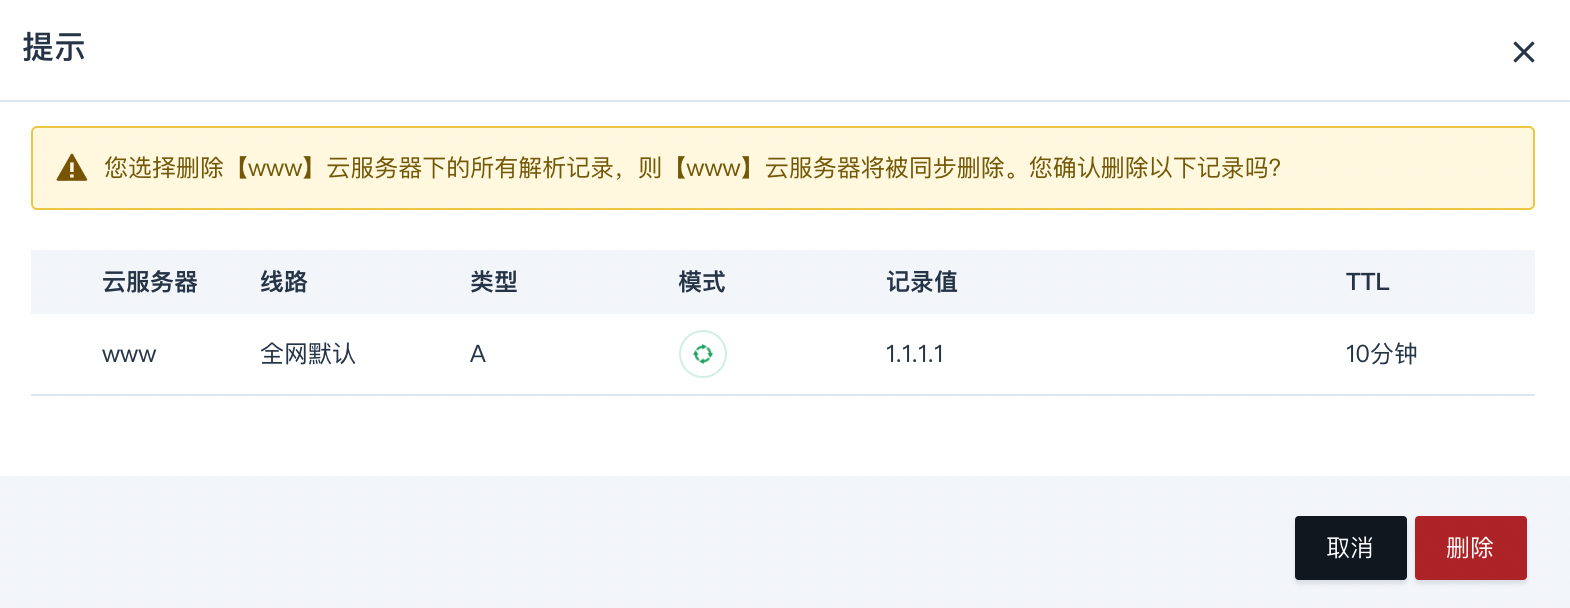 提示
您选择删除【www】云服务器下的所有解析记录，则【www】云服务器将被同步删除。您确认删除以下记录吗?
云服务器 线路 类型 模式 记录值 TTL
www 全网默认 A 1.1.1.1 10分钟
取消 删除